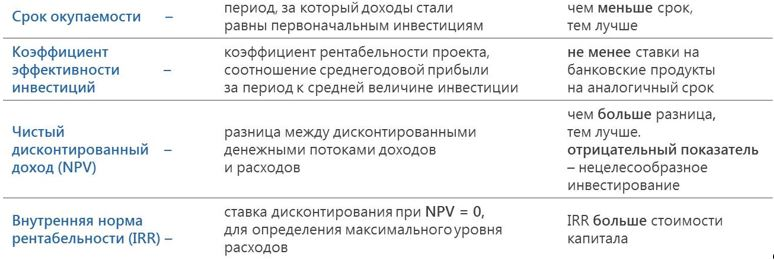 Срок окупаемости –
период, за который доходы стали
равны первоначальным инвестициям
чем меньше срок,
тем лучше
Коэффициент
эффективности –
инвестиций
коэффициент рентабельности проекта,
соотношение среднегодовой прибыли
за период к средней величине инвестиции
не менее ставки на
банковские продукты
на аналогичный срок
Чистый
дисконтированный –
доход (NPV)
разница между дисконтированными
денежными потоками доходов
и расходов
чем больше разница,
тем лучше.
отрицательный показатель
– нецелесообразное
инвестирование
Внутренняя норма
рентабельности (IRR) –
ставка дисконтирования при NPV = 0,
для определения максимального уровня
расходов
IRR больше стоимости
капитала